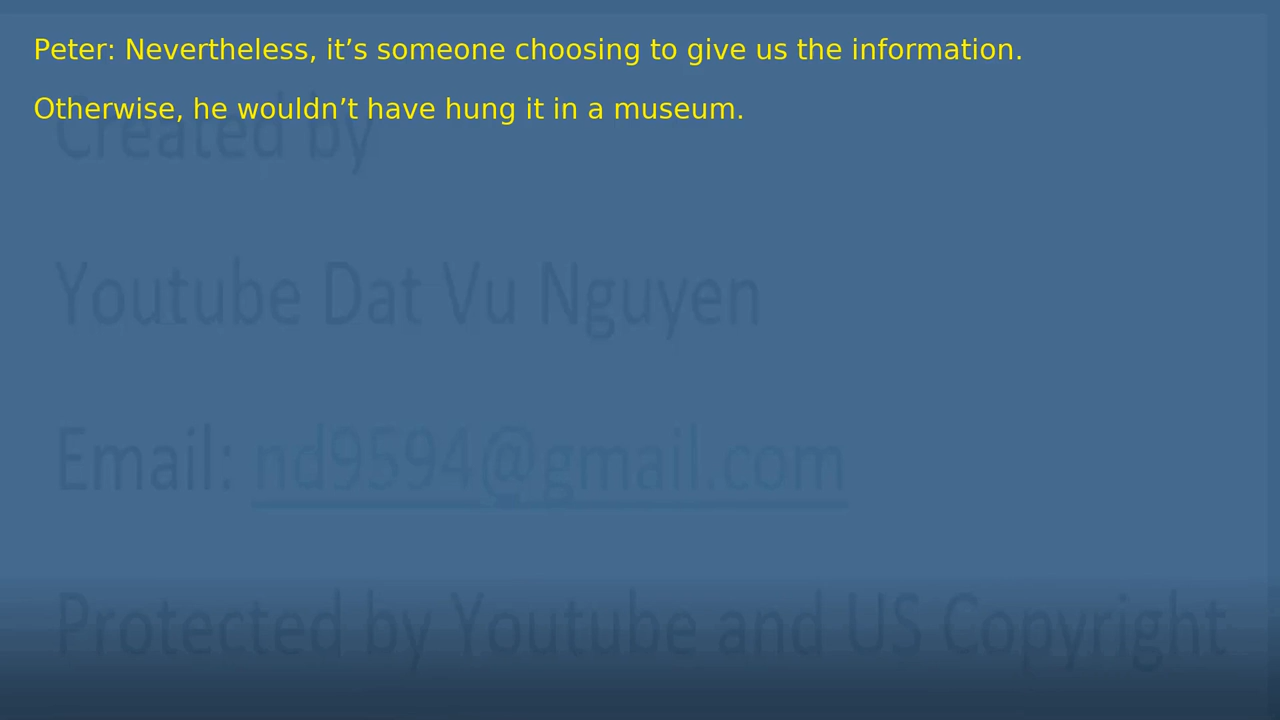 Peter: Nevertheless, it’s someone choosing to give us the information.
Otherwise, he wouldn’t have hung it in a museum.
Created by
Youtube Dat Vu Nguyen
Email: nd9594@gmail.com
Protected by Youtube and US Copyright